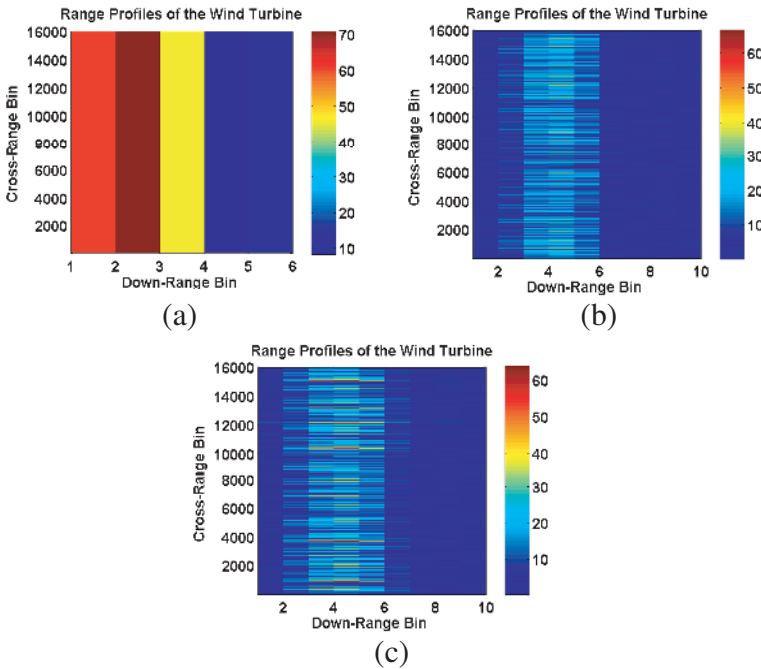 Range Profiles of the Wind Turbine
16000
14000
12000
10000
8000
6000
4000
2000
Cross-Range Bin
1 2 3 4 5 6
Down-Range Bin
70
60
50
40
30
20
10
(a)
Range Profiles of the Wind Turbine
16000
14000
12000
10000
8000
6000
4000
2000
Cross-Range Bin
2 4 6 8 10
Down-Range Bin
60
50
40
30
20
10
(b)
Range Profiles of the Wind Turbine
16000
14000
12000
10000
8000
6000
4000
2000
Cross-Range Bin
2 4 6 8 10
Down-Range Bin
60
50
40
30
20
10
(c)